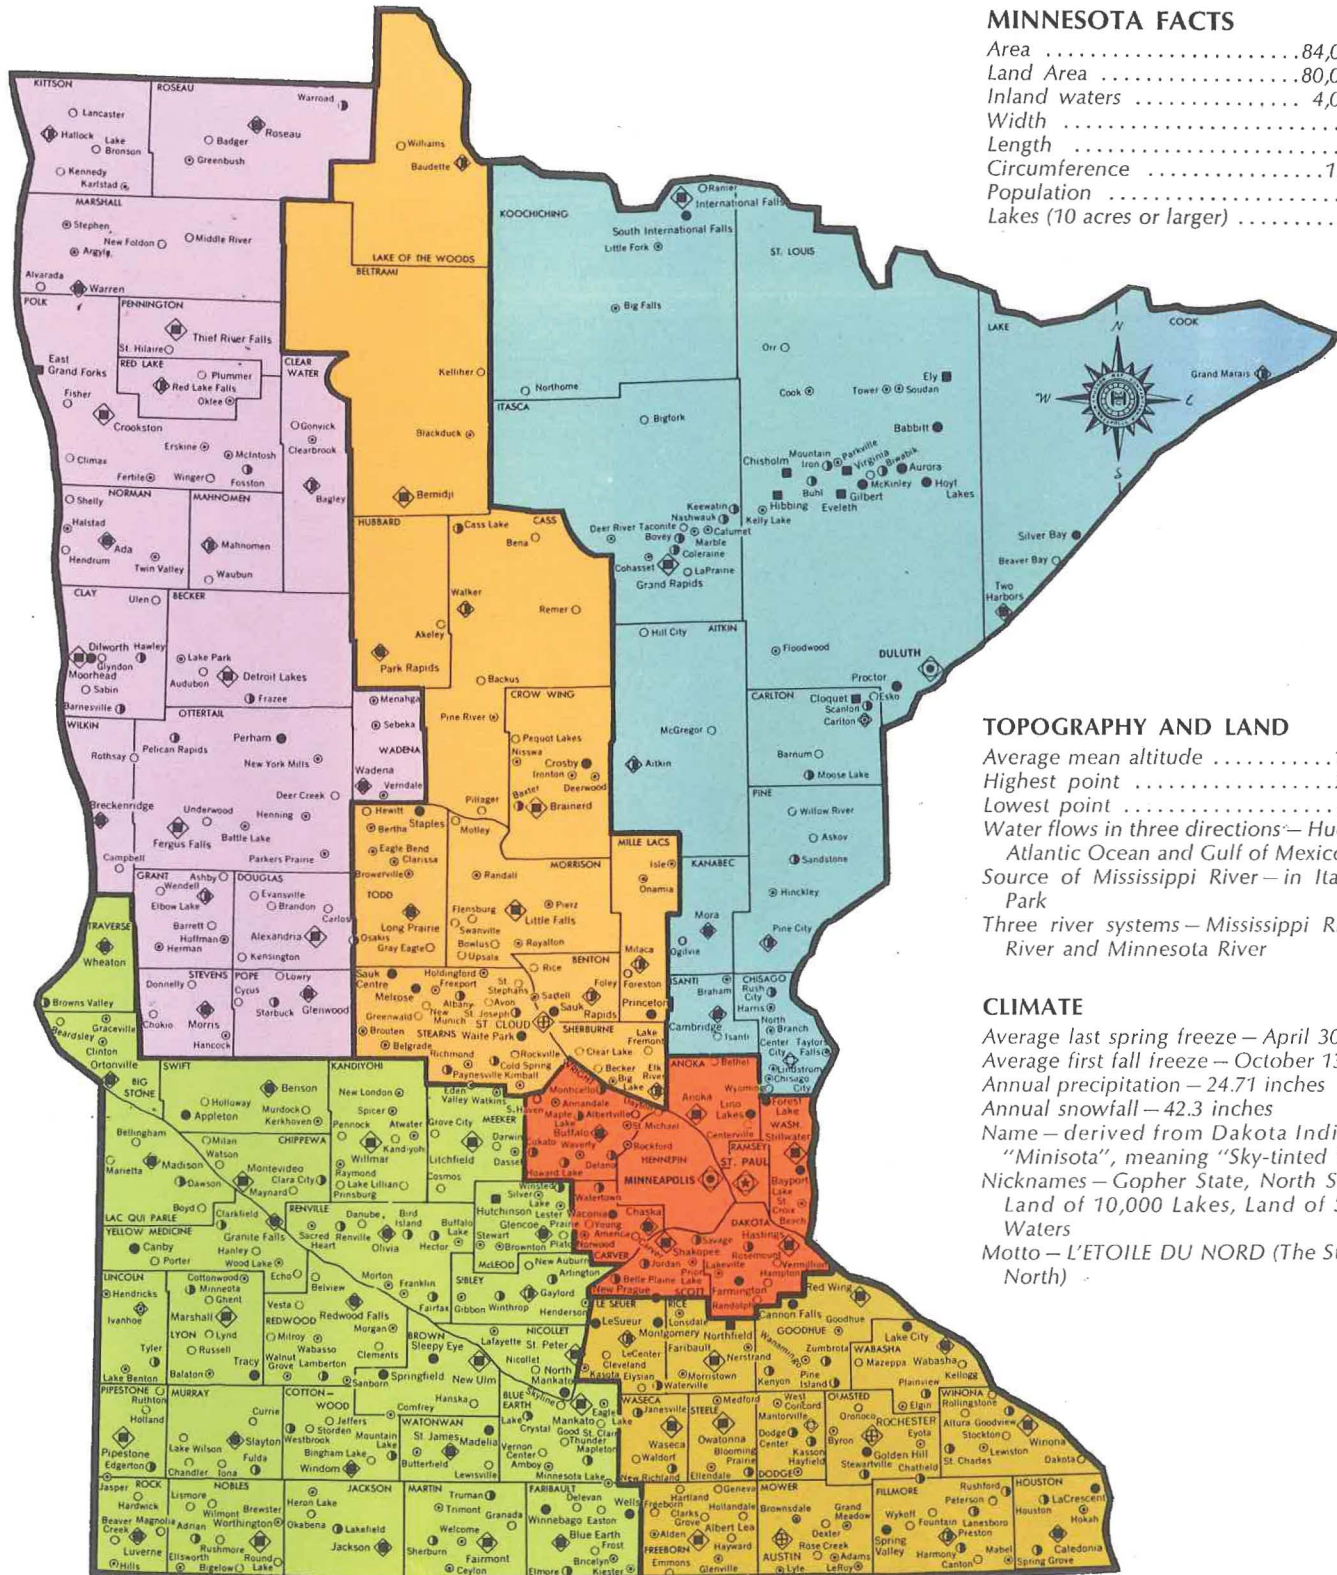 MINNESOTA FACTS
Area ........................84,0
Land Area ..................80,0
Inland waters ............... 4,0
Width .......................
Length ......................
Circumference ................1
Population ...................
Lakes (10 acres or larger) ........
KITTSON
Lancaster
Hallock
Lake Bronson
Kennedy
Karlstad
ROSEAU
Warroad
Badger
Roseau
Greenbush
MARSHALL
Stephen
New Foldon
Middle River
Argyle
Alvarada
Warren
POLK
East Grand Forks
Fisher
Crookston
Climax
Erskine
McIntosh
Fertile
Winger
Fosston
PENNINGTON
Thief River Falls
St. Hilaire
RED LAKE
Plummer
Red Lake Falls
Oklee
CLEAR WATER
Gonvick
Clearbrook
Bagley
NORMAN
Shelly
Halstad
Ada
Hendrum
Twin Valley
MAHNOMEN
Mahnomen
Waubun
CLAY
Ulen
Dilworth
Hawley
Glyndon
Moorhead
Sabin
Barnesville
BECKER
Lake Park
Audubon
Detroit Lakes
Frazee
WILKIN
Rothsay
Breckenridge
Campbell
OTTERTAIL
Pelican Rapids
Perham
New York Mills
Deer Creek
Underwood
Henning
Fergus Falls
Battle Lake
Parkers Prairie
WADENA
Menahga
Sebeka
Wadena
Verndale
GRANT
Ashby
Wendell
Elbow Lake
Barrett
Hoffman
Herman
DOUGLAS
Evansville
Brandon
Carlos
Alexandria
Osakis
Kensington
STEVENS
Donnelly
Chokio
Morris
Hancock
POPE
Lowry
Cyrus
Starbuck
Glenwood
Williams
Baudette
LAKE OF THE WOODS
BELTRAMI
Kelliher
Blackduck
Bemidji
HUBBARD
Akeley
Park Rapids
CASS
Cass Lake
Bena
Walker
Remer
Backus
Pine River
Pillager
Motley
CROW WING
Pequot Lakes
Nisswa
Crosby
Ironton
Deerwood
Baxter
Brainerd
TODD
Hewitt
Staples
Bertha
Eagle Bend
Clarissa
Browerville
Long Prairie
Gray Eagle
MORRISON
Randall
Flensburg
Pierz
Swanville
Little Falls
Bowlus
Royalton
Upsala
MILLE LACS
Isle
Onamia
Milaca
Foreston
Princeton
BENTON
Rice
Foley
Sauk Rapids
STEARNS
Sauk Centre
Holdingford
Melrose
Freeport
St. Stephans
Albany
Avon
Sartell
Greenwald
New Munich
St. Joseph
ST CLOUD
Waite Park
Brooten
Belgrade
Richmond
Rockville
Cold Spring
Paynesville
Kimball
Eden Valley
Watkins
SHERBURNE
Clear Lake
Becker
Big Lake
Elk River
Lake Fremont
KOOCHICHING
Ranier
International Falls
South International Falls
Little Fork
Big Falls
Northome
ST. LOUIS
Orr
Ely
Cook
Tower
Soudan
Babbitt
Mountain Iron
Parkville
Virginia
Biwabik
Chisholm
Aurora
Buhl
McKinley
Hoyt Lakes
Hibbing
Gilbert
Eveleth
Kelly Lake
Floodwood
DULUTH
Proctor
ITASCA
Bigfork
Keewatin
Nashwauk
Deer River
Taconite
Calumet
Bovey
Marble
Coleraine
Cohasset
LaPrairie
Grand Rapids
LAKE
Silver Bay
Beaver Bay
Two Harbors
COOK
Grand Marais
N
W
S
AITKIN
Hill City
McGregor
Aitkin
CARLTON
Cloquet
Esko
Scanlon
Carlton
Barnum
Moose Lake
PINE
Willow River
Askov
Sandstone
Hinckley
Pine City
KANABEC
Mora
Ogilvie
ISANTI
Braham
Cambridge
Isanti
CHISAGO
Rush City
Harris
North Branch
Center City
Taylors Falls
Lindstrum
Chisago City
Wyoming
ANOKA
Bethel
Anoka
Lino Lakes
Centerville
WASH.
Forest Lake
Stillwater
Bayport
Lake St. Croix Beach
RAMSEY
ST. PAUL
HENNEPIN
MINNEAPOLIS
Rockford
WRIGHT
Monticello
S. Haven
Annandale
Maple Lake
Albertville
St Michael
Buffalo
Cokato
Waverly
Howard Lake
Delano
Dayton
CARVER
Watertown
Waconia
Chaska
Young America
Norwood
Carver
SCOTT
Shakopee
Savage
Jordan
Prior Lake
Belle Plaine
New Prague
DAKOTA
Hastings
Rosemount
Lakeville
Vermillion
Hampton
Farmington
Randolph
TRAVERSE
Wheaton
Browns Valley
BIG STONE
Beardsley
Graceville
Clinton
Ortonville
SWIFT
Benson
Holloway
Appleton
Murdock
Kerkhoven
KANDIYOHI
New London
Spicer
Pennock
Atwater
Kandiyohi
Willmar
Raymond
Lake Lillian
Prinsburg
MEEKER
Grove City
Darwin
Litchfield
Dassel
Cosmos
LAC QUI PARLE
Bellingham
Marietta
Madison
Dawson
Boyd
CHIPPEWA
Milan
Watson
Montevideo
Clara City
Maynard
Granite Falls
YELLOW MEDICINE
Clarkfield
Canby
Porter
Hanley
Wood Lake
Echo
RENVILLE
Sacred Heart
Danube
Renville
Bird Island
Olivia
Buffalo Lake
Hector
Morton
Franklin
Fairfax
McLEOD
Winsted
Silver Lake
Hutchinson
Lester Prairie
Glencoe
Stewart
Plato
Brownton
SIBLEY
New Auburn
Arlington
Gaylord
Gibbon
Winthrop
Henderson
LINCOLN
Hendricks
Ivanhoe
Tyler
Lake Benton
LYON
Cottonwood
Minneota
Ghent
Marshall
Lynd
Russell
Tracy
Balaton
REDWOOD
Belview
Vesta
Redwood Falls
Milroy
Morgan
Wabasso
Walnut Grove
Lamberton
Clements
Sanborn
BROWN
Sleepy Eye
Springfield
New Ulm
Hanska
Comfrey
NICOLLET
Lafayette
St. Peter
Nicollet
North Mankato
PIPESTONE
Ruthton
Holland
Pipestone
Edgerton
Jasper
MURRAY
Currie
Lake Wilson
Slayton
Fulda
Chandler
Iona
COTTON-WOOD
Jeffers
Storden
Westbrook
Mountain Lake
Bingham Lake
Windom
WATONWAN
St. James
Madelia
Butterfield
Lewisville
BLUE EARTH
Skyline
Mankato
Eagle Lake
Lake Crystal
Good Thunder
St. Clair
Vernon Center
Mapleton
Amboy
Minnesota Lake
ROCK
Hardwick
Beaver Creek
Magnolia
Luverne
Hills
NOBLES
Lismore
Wilmont
Brewster
Adrian
Worthington
Rushmore
Ellsworth
Bigelow
Round Lake
JACKSON
Heron Lake
Okabena
Lakefield
Jackson
MARTIN
Truman
Trimont
Granada
Welcome
Sherburn
Fairmont
Ceylon
FARIBAULT
Delevan
Wells
Winnebago
Easton
Blue Earth
Frost
Bricelyn
Elmore
Kiester
LE SEUER
LeSueur
Montgomery
LeCenter
Cleveland
Kasota
Elysian
Waterville
RICE
Lonsdale
Northfield
Faribault
Nerstrand
Morristown
GOODHUE
Cannon Falls
Red Wing
Goodhue
Wanamingo
Zumbrota
Kenyon
Pine Island
WABASHA
Lake City
Mazeppa
Wabasha
Kellogg
Plainview
Elgin
WASECA
Janesville
Waseca
Waldorf
New Richland
STEELE
Medford
Owatonna
Blooming Prairie
Ellendale
DODGE
West Concord
Mantorville
Dodge Center
Kasson
Hayfield
OLMSTED
Oronoco
ROCHESTER
Byron
Eyota
Golden Hill
Stewartville
Chatfield
WINONA
Rollingstone
Altura
Goodview
Stockton
Winona
Lewiston
St. Charles
Dakota
FREEBORN
Geneva
Hartland
Freeborn
Clarks Grove
Hollandale
Alden
Albert Lea
Hayward
Emmons
Glenville
MOWER
Brownsdale
Grand Meadow
Dexter
Rose Creek
AUSTIN
Adams
Lyle
LeRoy
FILLMORE
Rushford
Peterson
Wykoff
Fountain
Lanesboro
Preston
Spring Valley
Harmony
Mabel
Canton
HOUSTON
LaCrescent
Houston
Hokah
Caledonia
Spring Grove
TOPOGRAPHY AND LAND
Average mean altitude ...........
Highest point ..................
Lowest point ...................
Water flows in three directions — Hu
Atlantic Ocean and Gulf of Mexico
Source of Mississippi River — in Ita
Park
Three river systems — Mississippi R
River and Minnesota River
CLIMATE
Average last spring freeze — April 30
Average first fall freeze — October 13
Annual precipitation — 24.71 inches
Annual snowfall — 42.3 inches
Name — derived from Dakota Indi
"Minisota", meaning "Sky-tinted
Nicknames — Gopher State, North S
Land of 10,000 Lakes, Land of
Waters
Motto — L'ETOILE DU NORD (The S
North)